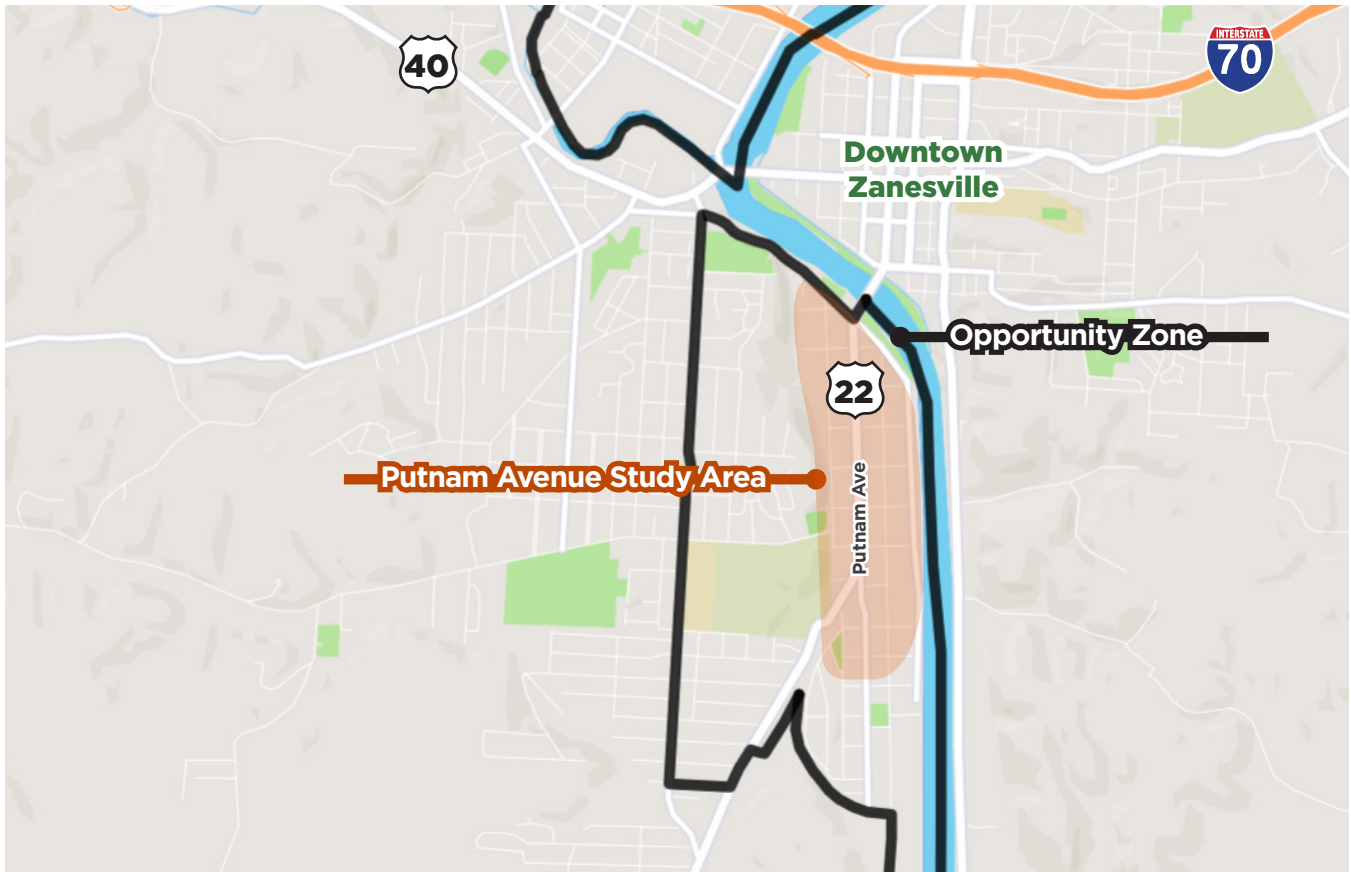 40
INTERSTATE
70
Downtown
Zanesville
Opportunity Zone
22
Putnam Avenue Study Area
Putnam Ave